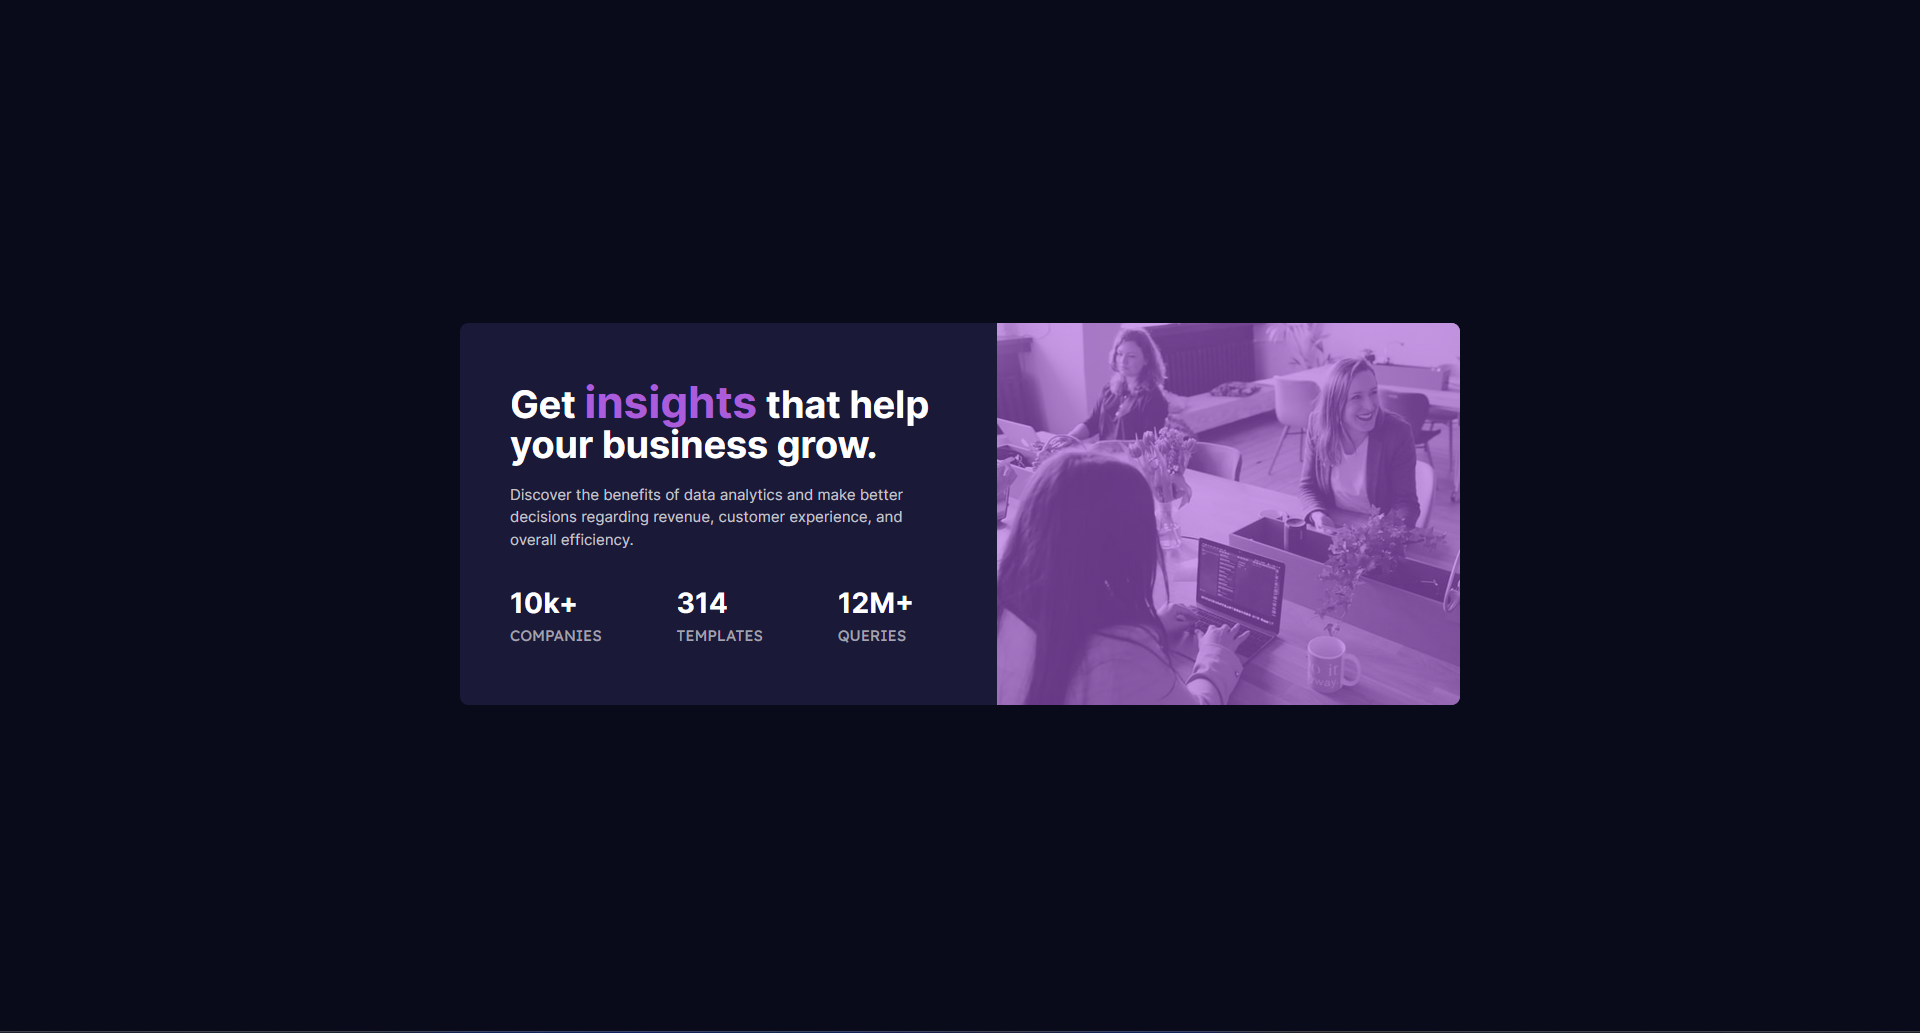 Get insights that help
your business grow.
Discover the benefits of data analytics and make better
decisions regarding revenue, customer experience, and
overall efficiency.
10k+ 314 12M+
COMPANIES TEMPLATES QUERIES